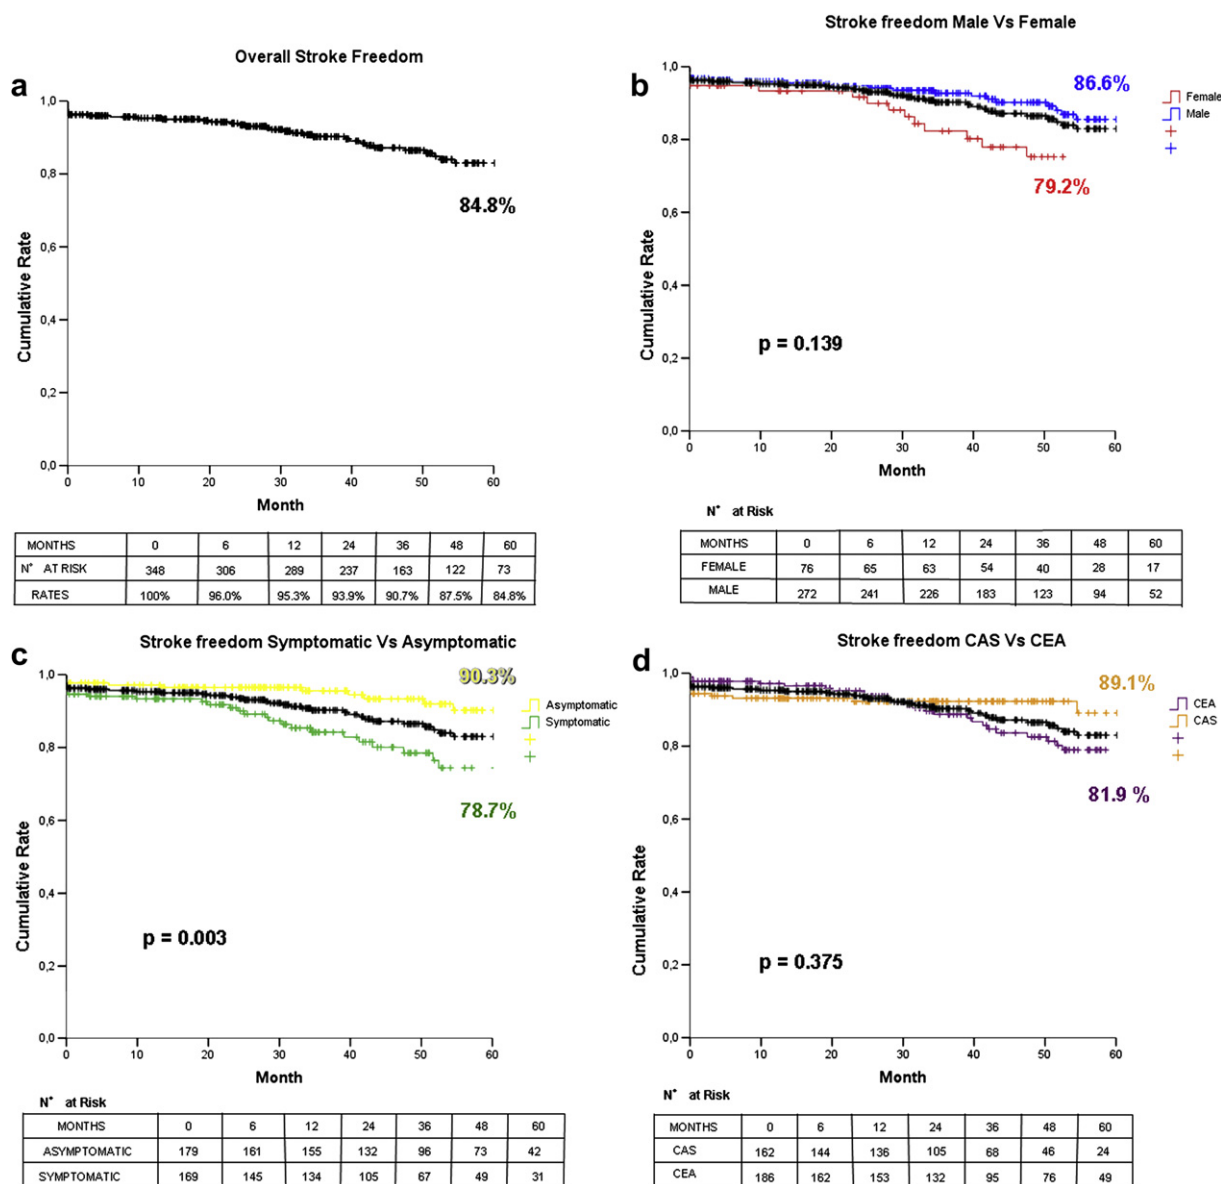 Overall Stroke Freedom
a
1,0
0,8
0,6
0,4
0,2
0,0
Cumulative Rate
84.8%
0 10 20 30 40 50 60
Month
MONTHS 0 6 12 24 36 48 60
N° AT RISK 348 306 289 237 163 122 73
RATES 100% 96.0% 95.3% 93.9% 90.7% 87.5% 84.8%
Stroke freedom Male Vs Female
b
1,0
0,8
0,6
0,4
0,2
0,0
Cumulative Rate
86.6%
79.2%
Female
Male
p = 0.139
0 10 20 30 40 50 60
Month
N° at Risk
MONTHS 0 6 12 24 36 48 60
FEMALE 76 65 63 54 40 28 17
MALE 272 241 226 183 123 94 52
Stroke freedom Symptomatic Vs Asymptomatic
c
1,0
0,8
0,6
0,4
0,2
0,0
Cumulative Rate
90.3%
Asymptomatic
Symptomatic
78.7%
p = 0.003
0 10 20 30 40 50 60
Month
N° at Risk
MONTHS 0 6 12 24 36 48 60
ASYMPTOMATIC 179 161 155 132 96 73 42
SYMPTOMATIC 169 145 134 105 67 49 31
Stroke freedom CAS Vs CEA
d
1,0
0,8
0,6
0,4
0,2
0,0
Cumulative Rate
89.1%
CEA
CAS
81.9 %
p = 0.375
0 10 20 30 40 50 60
Month
N° at Risk
MONTHS 0 6 12 24 36 48 60
CAS 162 144 136 105 68 46 24
CEA 186 162 153 132 95 76 49